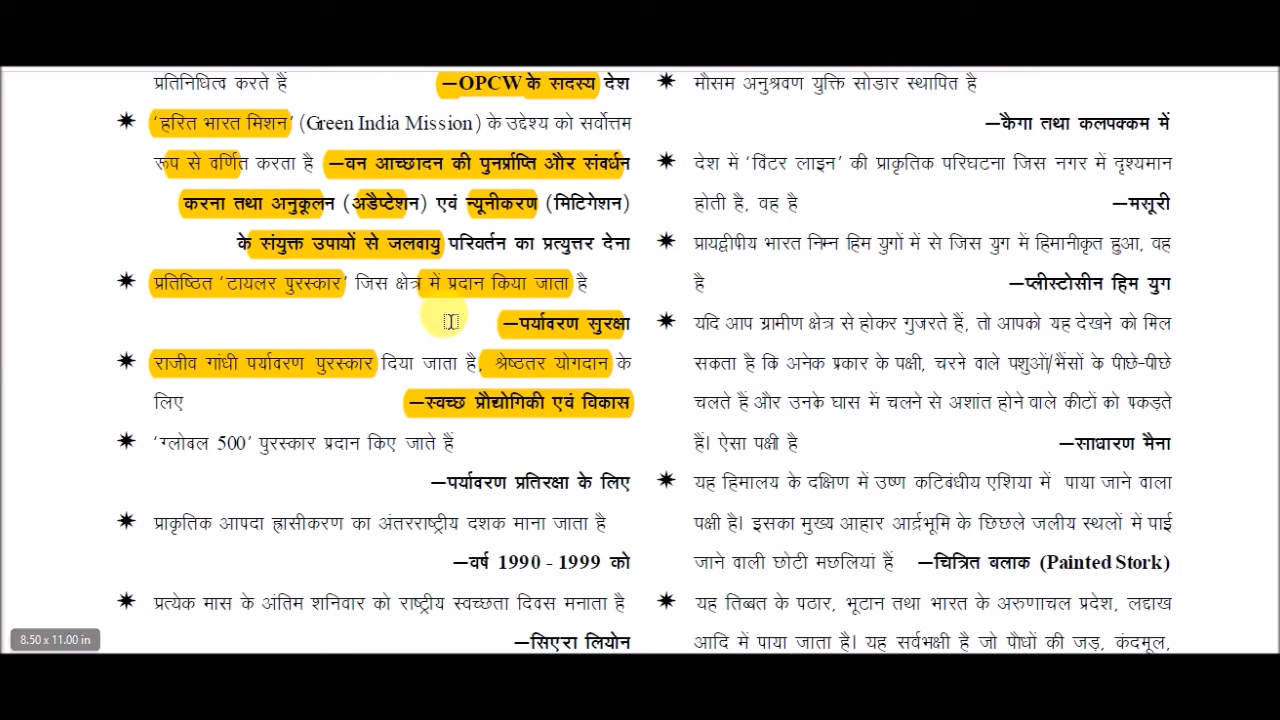 प्रतिनिधित्व करते हैं —OPCW के सदस्य देश
✷ 'हरित भारत मिशन' (Green India Mission) के उद्देश्य को सर्वोत्तम
रूप से वर्णित करता है —वन आच्छादन की पुनर्प्राप्ति और संवर्धन
करना तथा अनुकूलन (अडैप्टेशन) एवं न्यूनीकरण (मिटिगेशन)
के संयुक्त उपायों से जलवायु परिवर्तन का प्रत्युत्तर देना
✷ प्रतिष्ठित 'टायलर पुरस्कार' जिस क्षेत्र में प्रदान किया जाता है
—पर्यावरण सुरक्षा
✷ राजीव गांधी पर्यावरण पुरस्कार दिया जाता है, श्रेष्ठतर योगदान के
लिए —स्वच्छ प्रौद्योगिकी एवं विकास
✷ 'ग्लोबल 500' पुरस्कार प्रदान किए जाते हैं
—पर्यावरण प्रतिरक्षा के लिए
✷ प्राकृतिक आपदा ह्रासीकरण का अंतरराष्ट्रीय दशक माना जाता है
—वर्ष 1990 - 1999 को
✷ प्रत्येक मास के अंतिम शनिवार को राष्ट्रीय स्वच्छता दिवस मनाता है
—सिएरा लियोन
✷ मौसम अनुश्रवण युक्ति सोडार स्थापित है
—कैगा तथा कलपक्कम में
✷ देश में 'विंटर लाइन' की प्राकृतिक परिघटना जिस नगर में दृश्यमान
होती है, वह है —मसूरी
✷ प्रायद्वीपीय भारत निम्न हिम युगों में से जिस युग में हिमानीकृत हुआ, वह
है —प्लीस्टोसीन हिम युग
✷ यदि आप ग्रामीण क्षेत्र से होकर गुजरते हैं, तो आपको यह देखने को मिल
सकता है कि अनेक प्रकार के पक्षी, चरने वाले पशुओं/भैंसों के पीछे-पीछे
चलते हैं और उनके घास में चलने से अशांत होने वाले कीटों को पकड़ते
हैं। ऐसा पक्षी है —साधारण मैना
✷ यह हिमालय के दक्षिण में उष्ण कटिबंधीय एशिया में पाया जाने वाला
पक्षी है। इसका मुख्य आहार आर्द्रभूमि के छिछले जलीय स्थलों में पाई
जाने वाली छोटी मछलियां हैं —चित्रित बलाक (Painted Stork)
✷ यह तिब्बत के पठार, भूटान तथा भारत के अरुणाचल प्रदेश, लद्दाख
आदि में पाया जाता है। यह सर्वभक्षी है जो पौधों की जड़, कंदमूल,
8.50 x 11.00 in